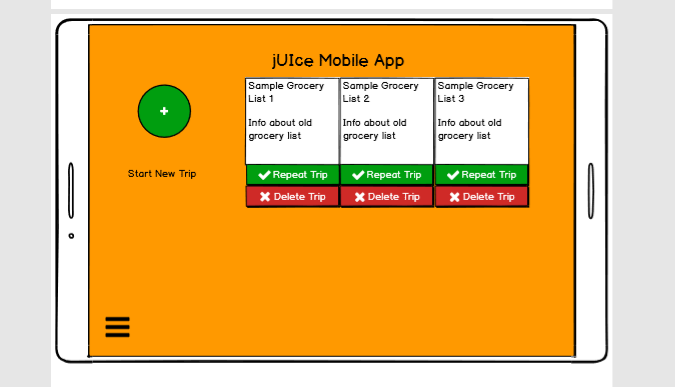 jUIce Mobile App
+
Start New Trip
Sample Grocery
List 1
Info about old
grocery list
Repeat Trip
Delete Trip
Sample Grocery
List 2
Info about old
grocery list
Repeat Trip
Delete Trip
Sample Grocery
List 3
Info about old
grocery list
Repeat Trip
Delete Trip